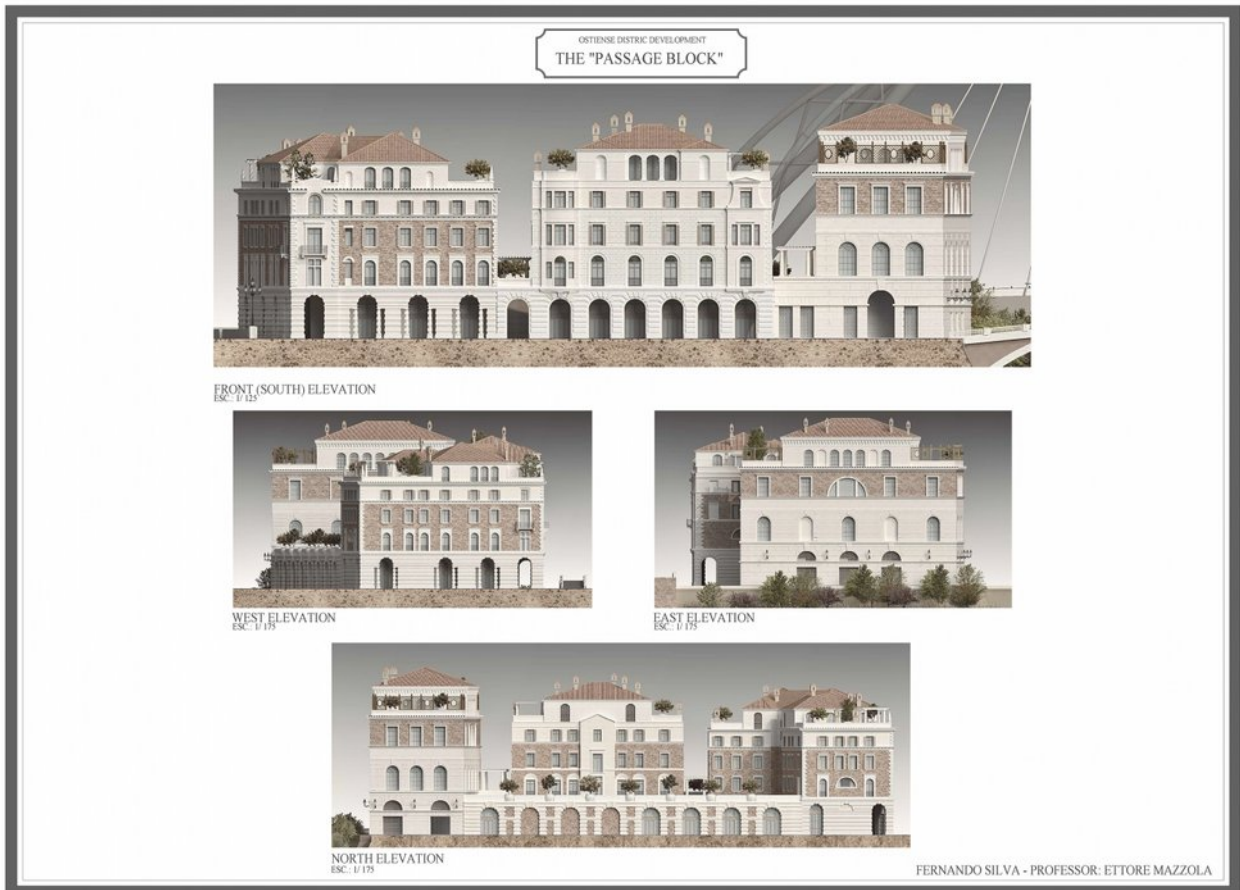 OSTIENSE DISTRIC DEVELOPMENT
THE "PASSAGE BLOCK"
FRONT (SOUTH) ELEVATION
ESC.: 1/ 125
WEST ELEVATION
ESC.: 1/ 175
EAST ELEVATION
ESC.: 1/ 175
NORTH ELEVATION
ESC.: 1/ 175
FERNANDO SILVA - PROFESSOR: ETTORE MAZZOLA